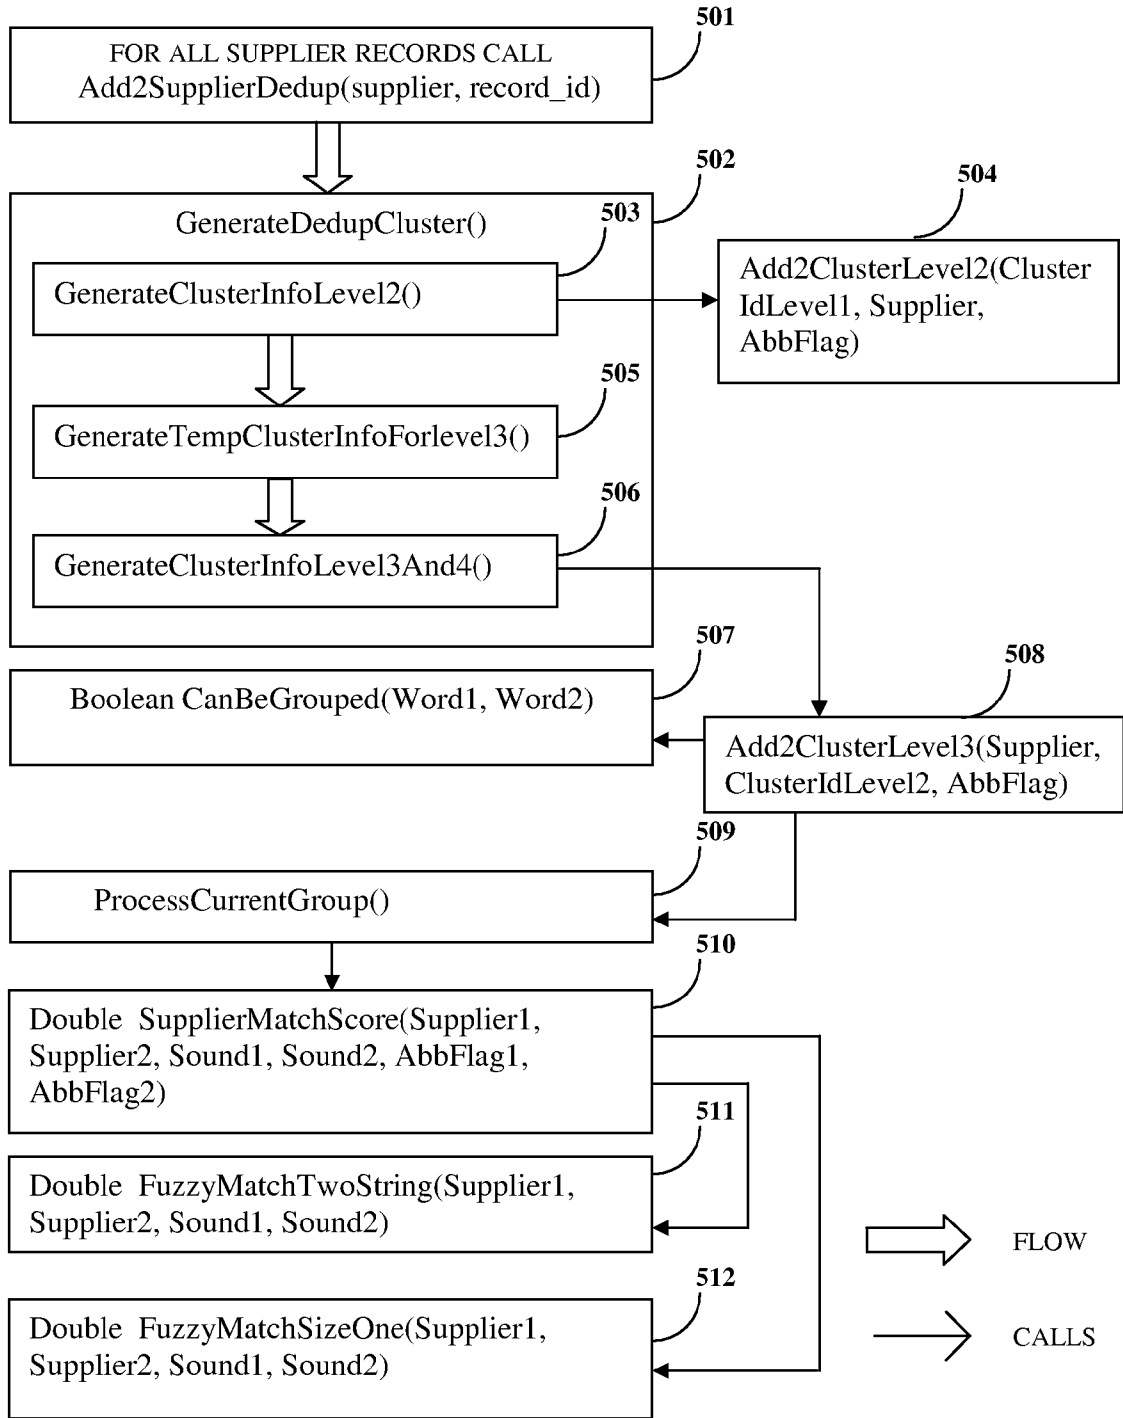 501
FOR ALL SUPPLIER RECORDS CALL
Add2SupplierDedup(supplier, record_id)
502
504
GenerateDedupCluster()
503
GenerateClusterInfoLevel2()
Add2ClusterLevel2(Cluster
IdLevel1, Supplier,
AbbFlag)
505
GenerateTempClusterInfoForlevel3()
506
GenerateClusterInfoLevel3And4()
507
508
Boolean CanBeGrouped(Word1, Word2)
Add2ClusterLevel3(Supplier,
ClusterIdLevel2, AbbFlag)
509
ProcessCurrentGroup()
510
Double SupplierMatchScore(Supplier1,
Supplier2, Sound1, Sound2, AbbFlag1,
AbbFlag2)
511
Double FuzzyMatchTwoString(Supplier1,
Supplier2, Sound1, Sound2)
FLOW
512
Double FuzzyMatchSizeOne(Supplier1,
Supplier2, Sound1, Sound2)
CALLS